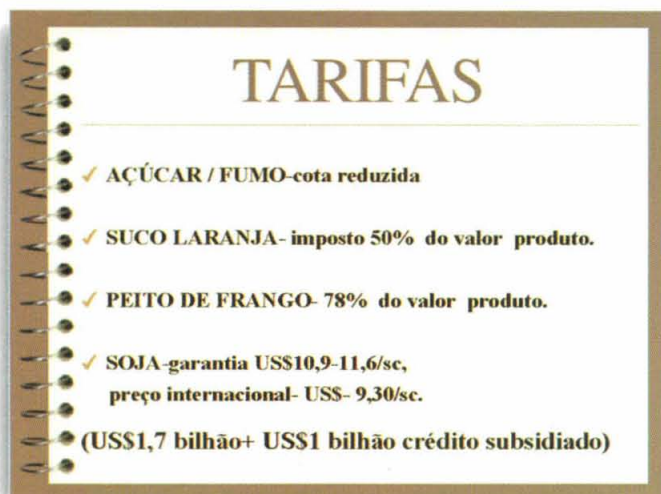 TARIFAS
AÇÚCAR / FUMO-cota reduzida
SUCO LARANJA- imposto 50% do valor produto.
PEITO DE FRANGO- 78% do valor produto.
SOJA-garantia US$10,9-11,6/sc,
preço internacional- US$- 9,30/sc.
(US$1,7 bilhão+ US$1 bilhão crédito subsidiado)